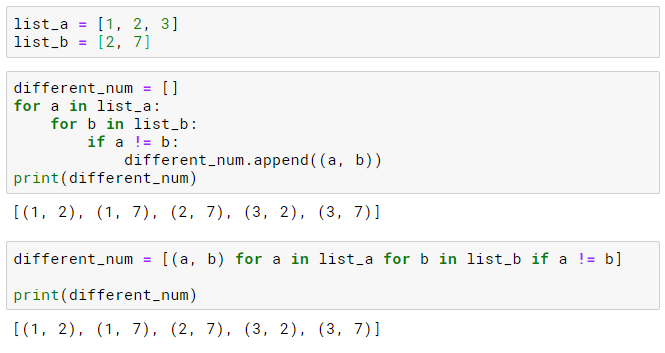 list_a = [1, 2, 3]
list_b = [2, 7]
different_num = []
for a in list_a:
    for b in list_b:
        if a != b:
            different_num.append((a, b))
print(different_num)
[(1, 2), (1, 7), (2, 7), (3, 2), (3, 7)]
different_num = [(a, b) for a in list_a for b in list_b if a != b]
print(different_num)
[(1, 2), (1, 7), (2, 7), (3, 2), (3, 7)]